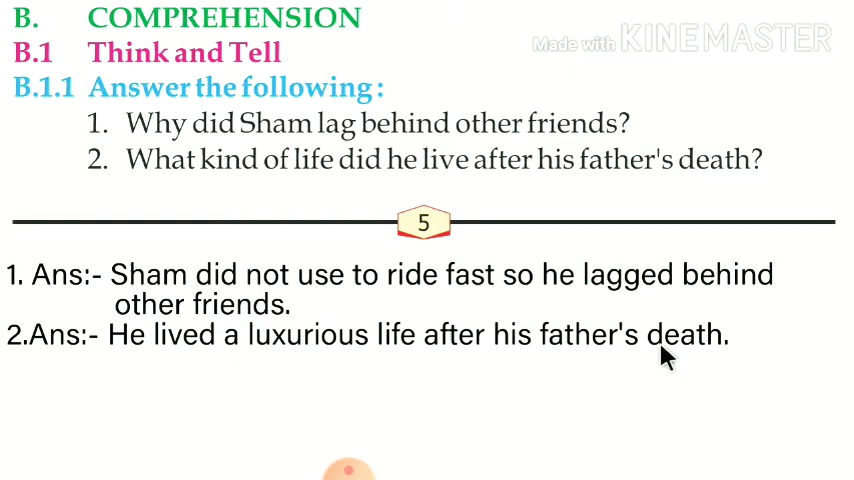 B. COMPREHENSION
Made with KINEMASTER
B.1 Think and Tell
B.1.1 Answer the following :
1. Why did Sham lag behind other friends?
2. What kind of life did he live after his father's death?
5
1. Ans:- Sham did not use to ride fast so he lagged behind
other friends.
2.Ans:- He lived a luxurious life after his father's death.